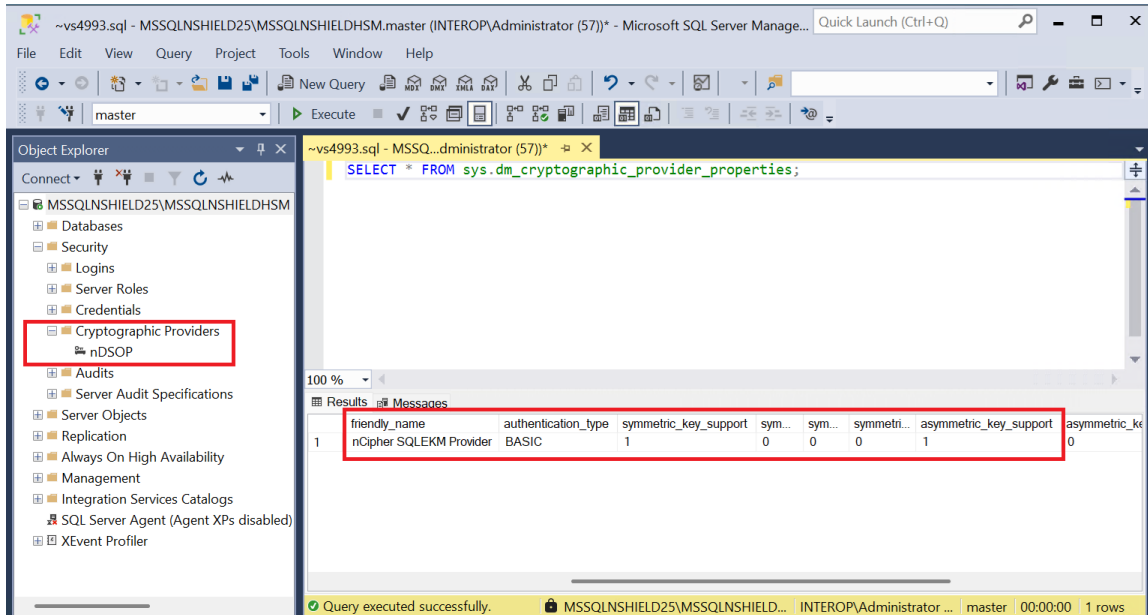 ~vs4993.sql - MSSQLNSHIELD25\MSSQLNSHIELDHSM.master (INTEROP\Administrator (57))* - Microsoft SQL Server Manage...
Quick Launch (Ctrl+Q)
File Edit View Query Project Tools Window Help
New Query MDX DMX XMLA DAX
master Execute
Object Explorer
~vs4993.sql - MSSQ...dministrator (57))*
Connect
SELECT * FROM sys.dm_cryptographic_provider_properties;
MSSQLNSHIELD25\MSSQLNSHIELDHSM
Databases
Security
Logins
Server Roles
Credentials
Cryptographic Providers
nDSOP
Audits
Server Audit Specifications
Server Objects
Replication
Always On High Availability
Management
Integration Services Catalogs
SQL Server Agent (Agent XPs disabled)
XEvent Profiler
100 %
Results Messages
friendly_name authentication_type symmetric_key_support sym... sym... symmetri... asymmetric_key_support asymmetric_ke
1 nCipher SQLEKM Provider BASIC 1 0 0 0 1 0
Query executed successfully. MSSQLNSHIELD25\MSSQLNSHIELD... INTEROP\Administrator ... master 00:00:00 1 rows